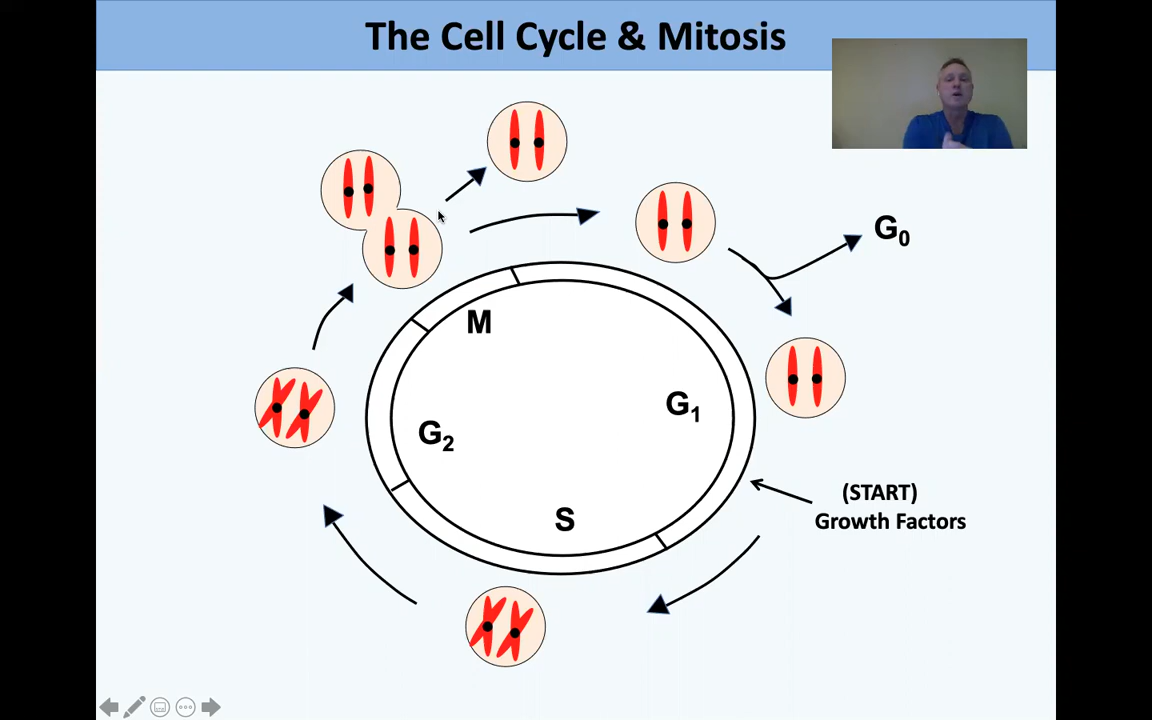 The Cell Cycle & Mitosis
G₀
M
G₁
G₂
(START)
Growth Factors
S